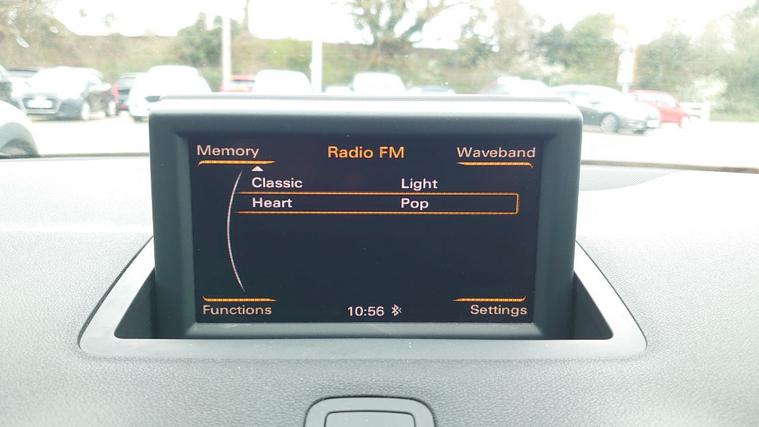 Memory Radio FM Waveband
Classic Light
Heart Pop
Functions 10:56 Settings